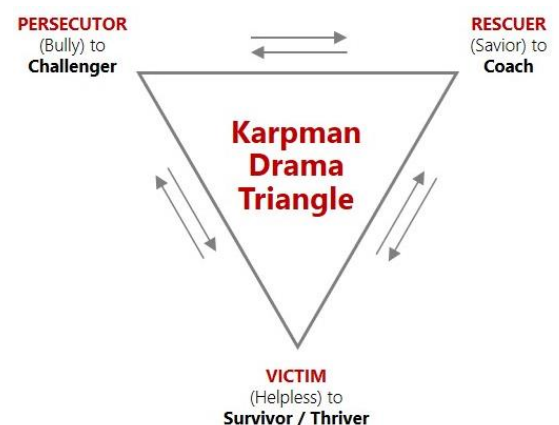 PERSECUTOR
(Bully) to
Challenger
RESCUER
(Savior) to
Coach
Karpman
Drama
Triangle
VICTIM
(Helpless) to
Survivor / Thriver